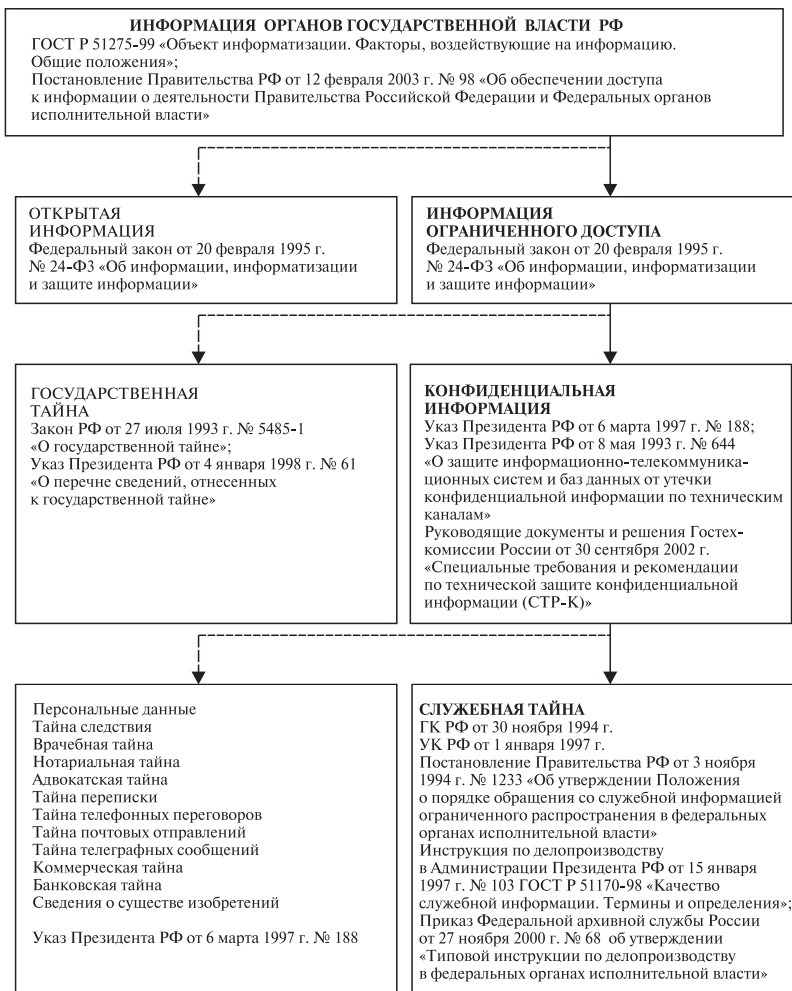 ИНФОРМАЦИЯ ОРГАНОВ ГОСУДАРСТВЕННОЙ ВЛАСТИ РФ
ГОСТ Р 51275-99 «Объект информатизации. Факторы, воздействующие на информацию.
Общие положения»;
Постановление Правительства РФ от 12 февраля 2003 г. № 98 «Об обеспечении доступа
к информации о деятельности Правительства Российской Федерации и Федеральных органов
исполнительной власти»
ОТКРЫТАЯ
ИНФОРМАЦИЯ
Федеральный закон от 20 февраля 1995 г.
№ 24-ФЗ «Об информации, информатизации
и защите информации»
ИНФОРМАЦИЯ
ОГРАНИЧЕННОГО ДОСТУПА
Федеральный закон от 20 февраля 1995 г.
№ 24-ФЗ «Об информации, информатизации
и защите информации»
ГОСУДАРСТВЕННАЯ
ТАЙНА
Закон РФ от 27 июля 1993 г. № 5485-1
«О государственной тайне»;
Указ Президента РФ от 4 января 1998 г. № 61
«О перечне сведений, отнесенных
к государственной тайне»
КОНФИДЕНЦИАЛЬНАЯ
ИНФОРМАЦИЯ
Указ Президента РФ от 6 марта 1997 г. № 188;
Указ Президента РФ от 8 мая 1993 г. № 644
«О защите информационно-телекоммуника-
ционных систем и баз данных от утечки
конфиденциальной информации по техническим
каналам»
Руководящие документы и решения Гостех-
комиссии России от 30 сентября 2002 г.
«Специальные требования и рекомендации
по технической защите конфиденциальной
информации (СТР-К)»
Персональные данные
Тайна следствия
Врачебная тайна
Нотариальная тайна
Адвокатская тайна
Тайна переписки
Тайна телефонных переговоров
Тайна почтовых отправлений
Тайна телеграфных сообщений
Коммерческая тайна
Банковская тайна
Сведения о существе изобретений
Указ Президента РФ от 6 марта 1997 г. № 188
СЛУЖЕБНАЯ ТАЙНА
ГК РФ от 30 ноября 1994 г.
УК РФ от 1 января 1997 г.
Постановление Правительства РФ от 3 ноября
1994 г. № 1233 «Об утверждении Положения
о порядке обращения со служебной информацией
ограниченного распространения в федеральных
органах исполнительной власти»
Инструкция по делопроизводству
в Администрации Президента РФ от 15 января
1997 г. № 103 ГОСТ Р 51170-98 «Качество
служебной информации. Термины и определения»;
Приказ Федеральной архивной службы России
от 27 ноября 2000 г. № 68 об утверждении
«Типовой инструкции по делопроизводству
в федеральных органах исполнительной власти»